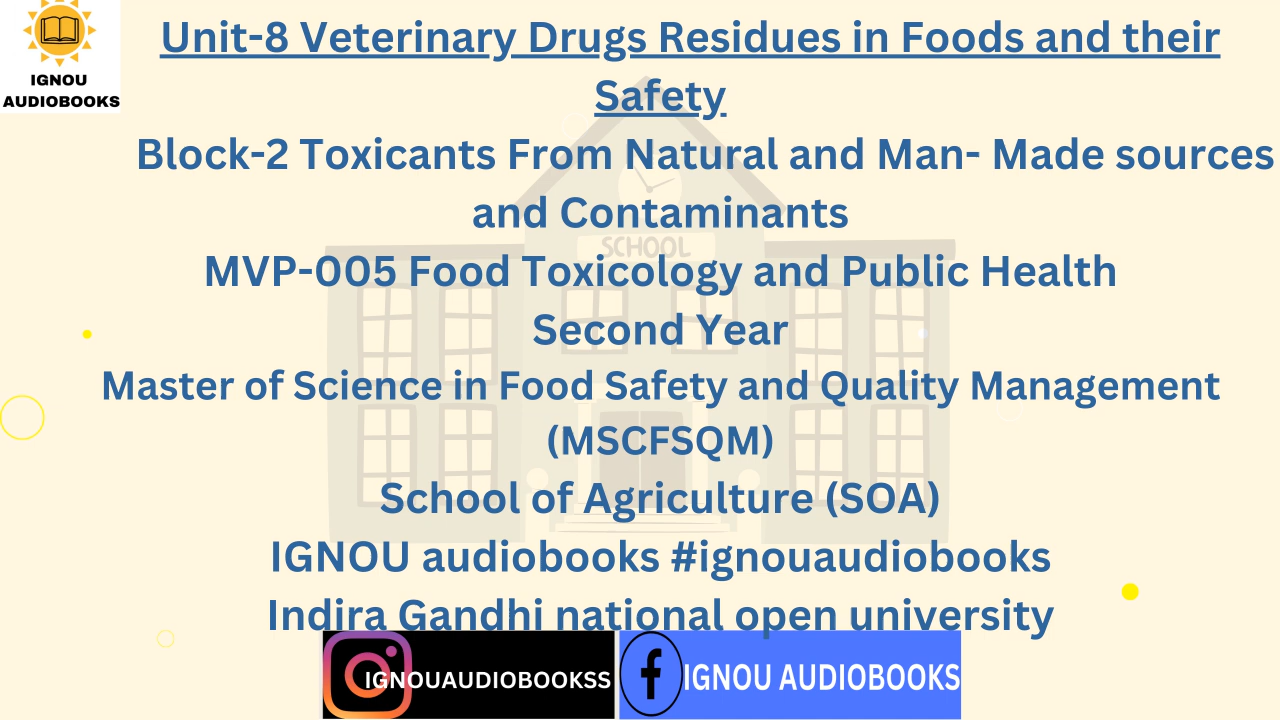 IGNOU
AUDIOBOOKS
Unit-8 Veterinary Drugs Residues in Foods and their
Safety
Block-2 Toxicants From Natural and Man- Made sources
and Contaminants
SCHOOL
MVP-005 Food Toxicology and Public Health
Second Year
Master of Science in Food Safety and Quality Management
(MSCFSQM)
School of Agriculture (SOA)
IGNOU audiobooks #ignouaudiobooks
Indira Gandhi national open university
IGNOUAUDIOBOOKSS
IGNOU AUDIOBOOKS